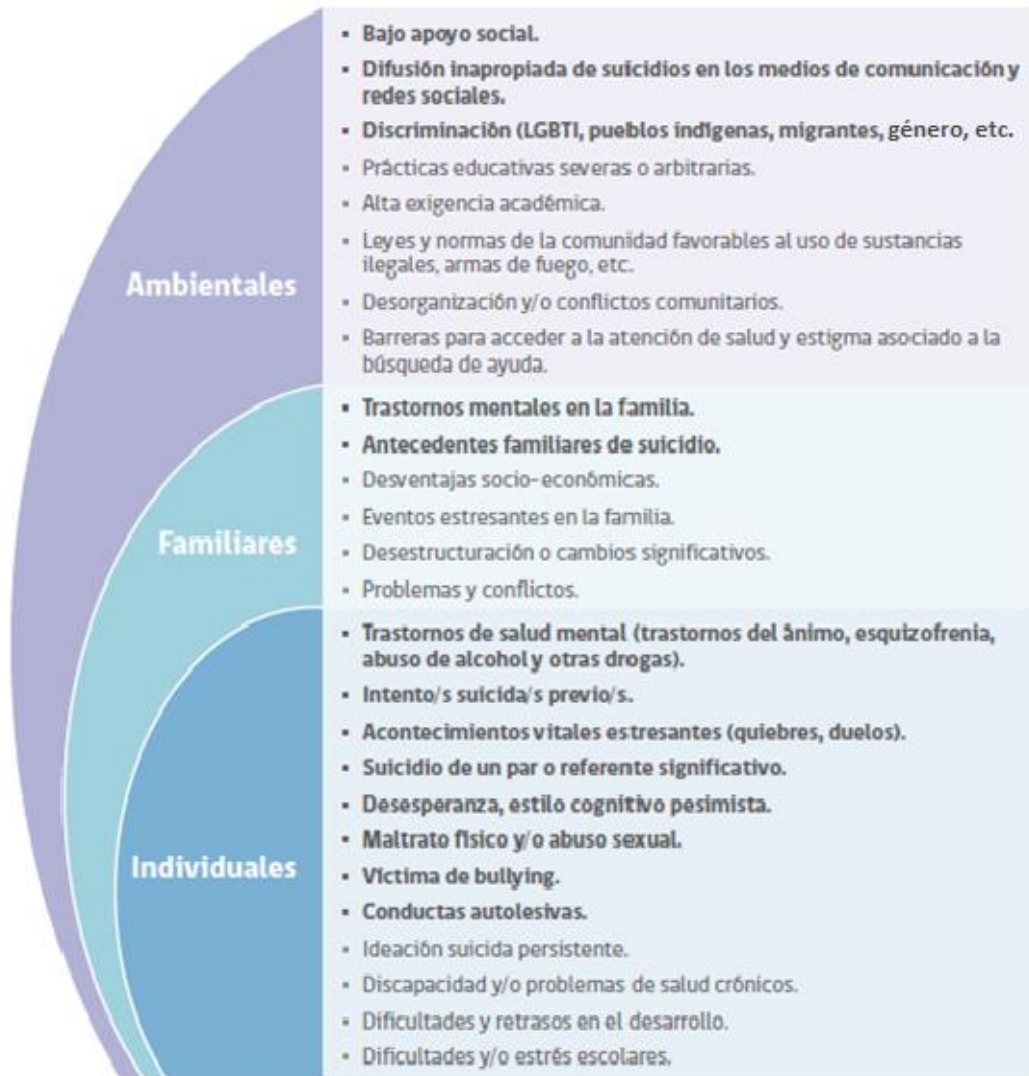 Ambientales
▪ Bajo apoyo social.
▪ Difusión inapropiada de suicidios en los medios de comunicación y
redes sociales.
▪ Discriminación (LGBTI, pueblos indígenas, migrantes, género, etc.
▪ Prácticas educativas severas o arbitrarias.
▪ Alta exigencia académica.
▪ Leyes y normas de la comunidad favorables al uso de sustancias
ilegales, armas de fuego, etc.
▪ Desorganización y/o conflictos comunitarios.
▪ Barreras para acceder a la atención de salud y estigma asociado a la
búsqueda de ayuda.
Familiares
▪ Trastornos mentales en la familia.
▪ Antecedentes familiares de suicidio.
▪ Desventajas socio-económicas.
▪ Eventos estresantes en la familia.
▪ Desestructuración o cambios significativos.
▪ Problemas y conflictos.
Individuales
▪ Trastornos de salud mental (trastornos del ánimo, esquizofrenia,
abuso de alcohol y otras drogas).
▪ Intento/s suicida/s previo/s.
▪ Acontecimientos vitales estresantes (quiebres, duelos).
▪ Suicidio de un par o referente significativo.
▪ Desesperanza, estilo cognitivo pesimista.
▪ Maltrato físico y/o abuso sexual.
▪ Víctima de bullying.
▪ Conductas autolesivas.
▪ Ideación suicida persistente.
▪ Discapacidad y/o problemas de salud crónicos.
▪ Dificultades y retrasos en el desarrollo.
▪ Dificultades y/o estrés escolares.